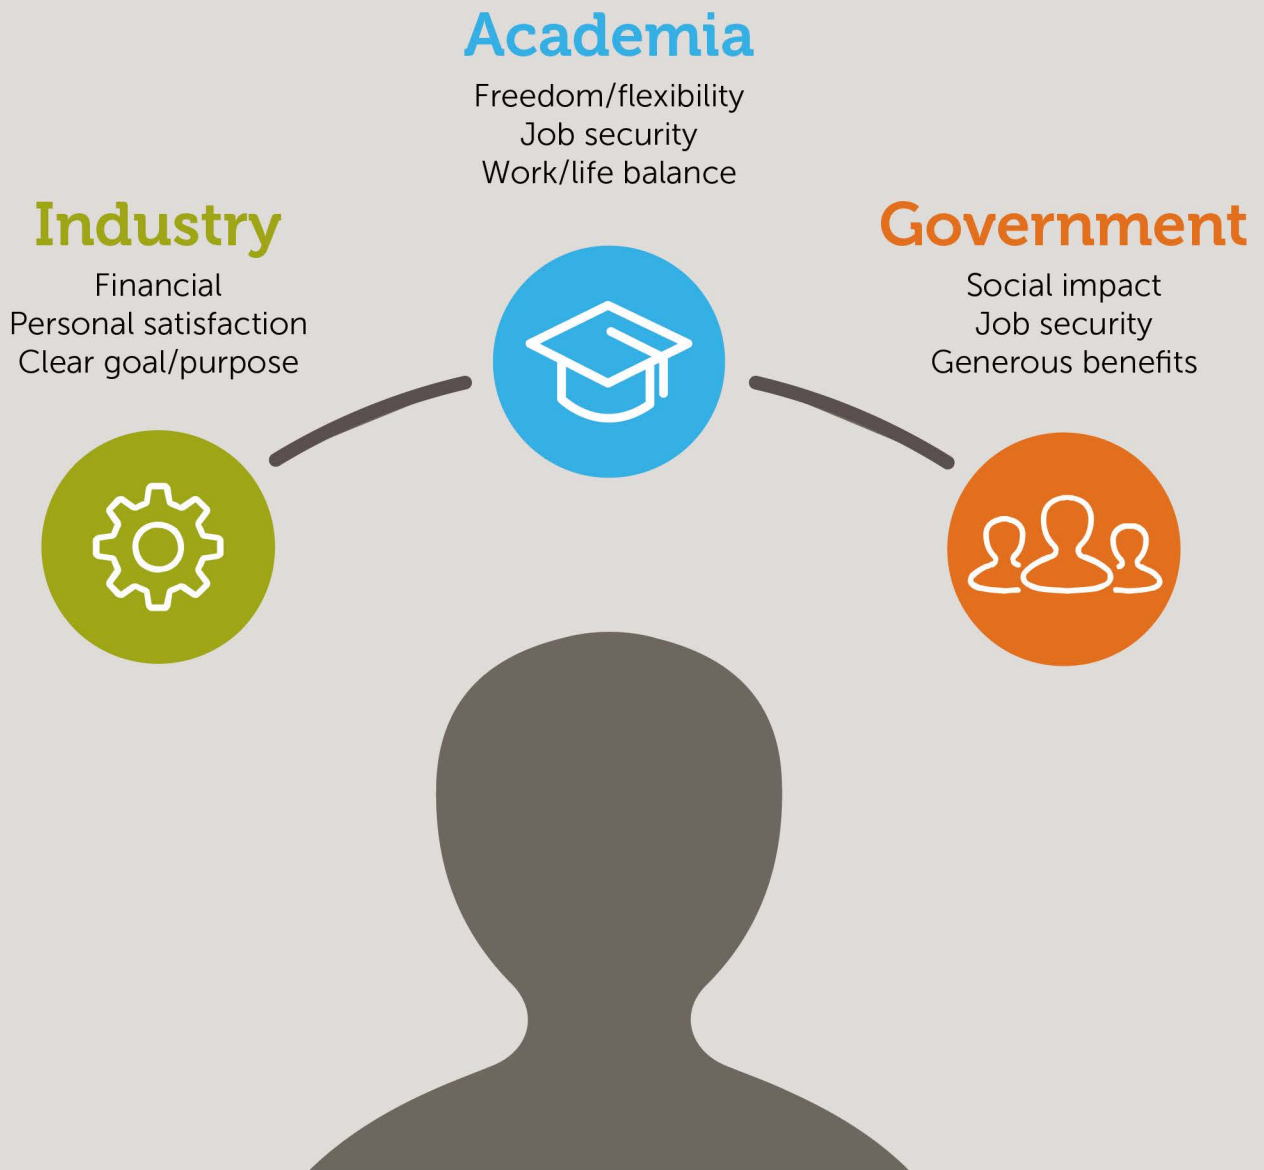 Academia
Freedom/flexibility
Job security
Work/life balance
Industry
Financial
Personal satisfaction
Clear goal/purpose
Government
Social impact
Job security
Generous benefits